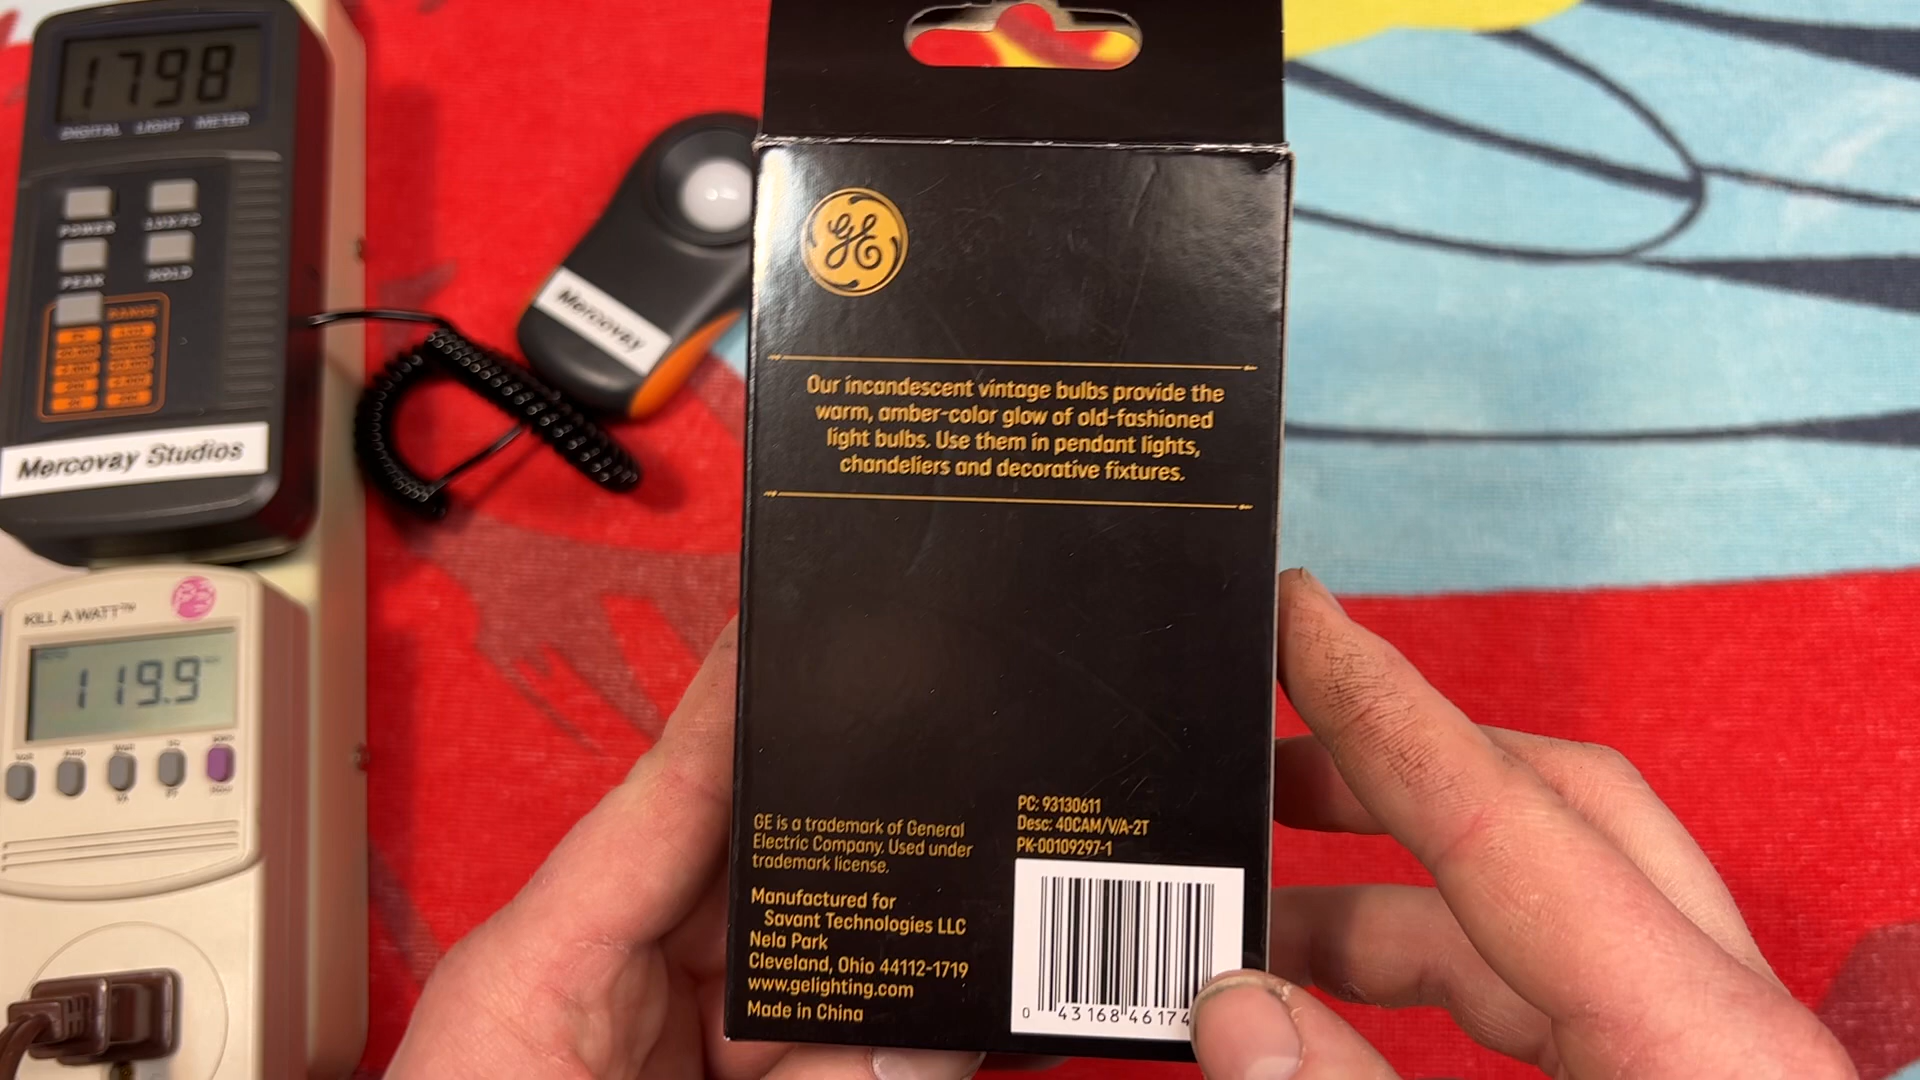 1798
DIGITAL LIGHT METER
POWER
PEAK
HOLD
RANGE
Mercovay Studios
Mercovay
KILL A WATT™
119.9
GE
Our incandescent vintage bulbs provide the
warm, amber-color glow of old-fashioned
light bulbs. Use them in pendant lights,
chandeliers and decorative fixtures.
GE is a trademark of General
Electric Company. Used under
trademark license.
Manufactured for
Savant Technologies LLC
Nela Park
Cleveland, Ohio 44112-1719
www.gelighting.com
Made in China
PC: 93130611
Desc: 40CAM/V/A-2T
PK-00109297-1
0 43168 46174